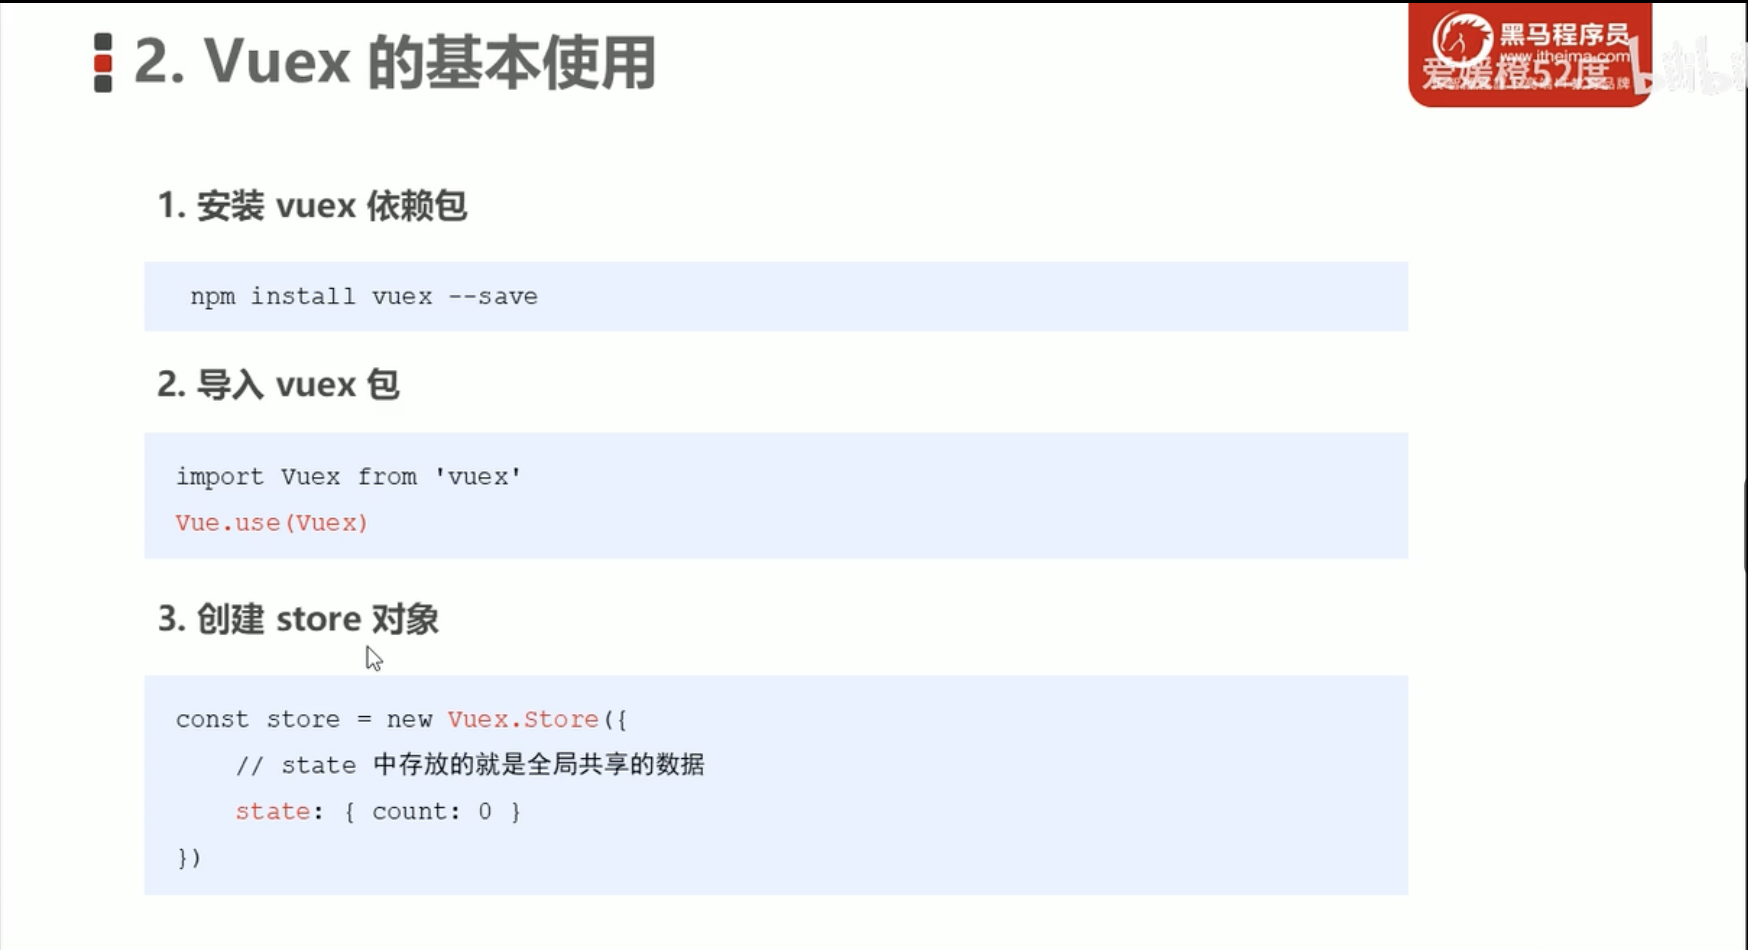 2. Vuex 的基本使用
黑马程序员
www.itheima.com
爱媛橙52度
1. 安装 vuex 依赖包
npm install vuex --save
2. 导入 vuex 包
import Vuex from 'vuex'
Vue.use(Vuex)
3. 创建 store 对象
const store = new Vuex.Store({
// state 中存放的就是全局共享的数据
state: { count: 0 }
})